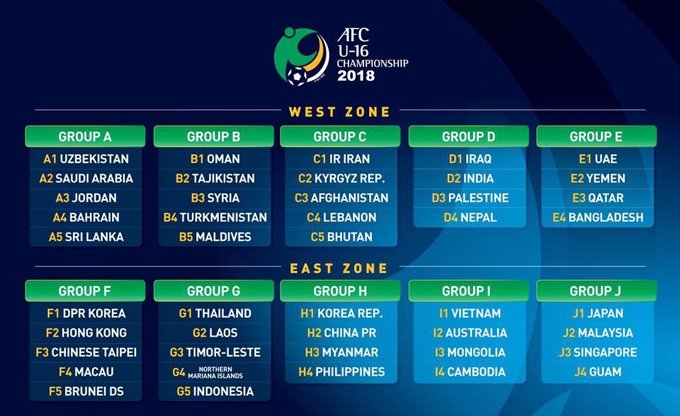 AFC
U-16
CHAMPIONSHIP
2018
WEST ZONE
GROUP A
A1 UZBEKISTAN
A2 SAUDI ARABIA
A3 JORDAN
A4 BAHRAIN
A5 SRI LANKA
GROUP B
B1 OMAN
B2 TAJIKISTAN
B3 SYRIA
B4 TURKMENISTAN
B5 MALDIVES
GROUP C
C1 IR IRAN
C2 KYRGYZ REP.
C3 AFGHANISTAN
C4 LEBANON
C5 BHUTAN
GROUP D
D1 IRAQ
D2 INDIA
D3 PALESTINE
D4 NEPAL
GROUP E
E1 UAE
E2 YEMEN
E3 QATAR
E4 BANGLADESH
EAST ZONE
GROUP F
F1 DPR KOREA
F2 HONG KONG
F3 CHINESE TAIPEI
F4 MACAU
F5 BRUNEI DS
GROUP G
G1 THAILAND
G2 LAOS
G3 TIMOR-LESTE
G4 NORTHERN
MARIANA ISLANDS
G5 INDONESIA
GROUP H
H1 KOREA REP.
H2 CHINA PR
H3 MYANMAR
H4 PHILIPPINES
GROUP I
I1 VIETNAM
I2 AUSTRALIA
I3 MONGOLIA
I4 CAMBODIA
GROUP J
J1 JAPAN
J2 MALAYSIA
J3 SINGAPORE
J4 GUAM